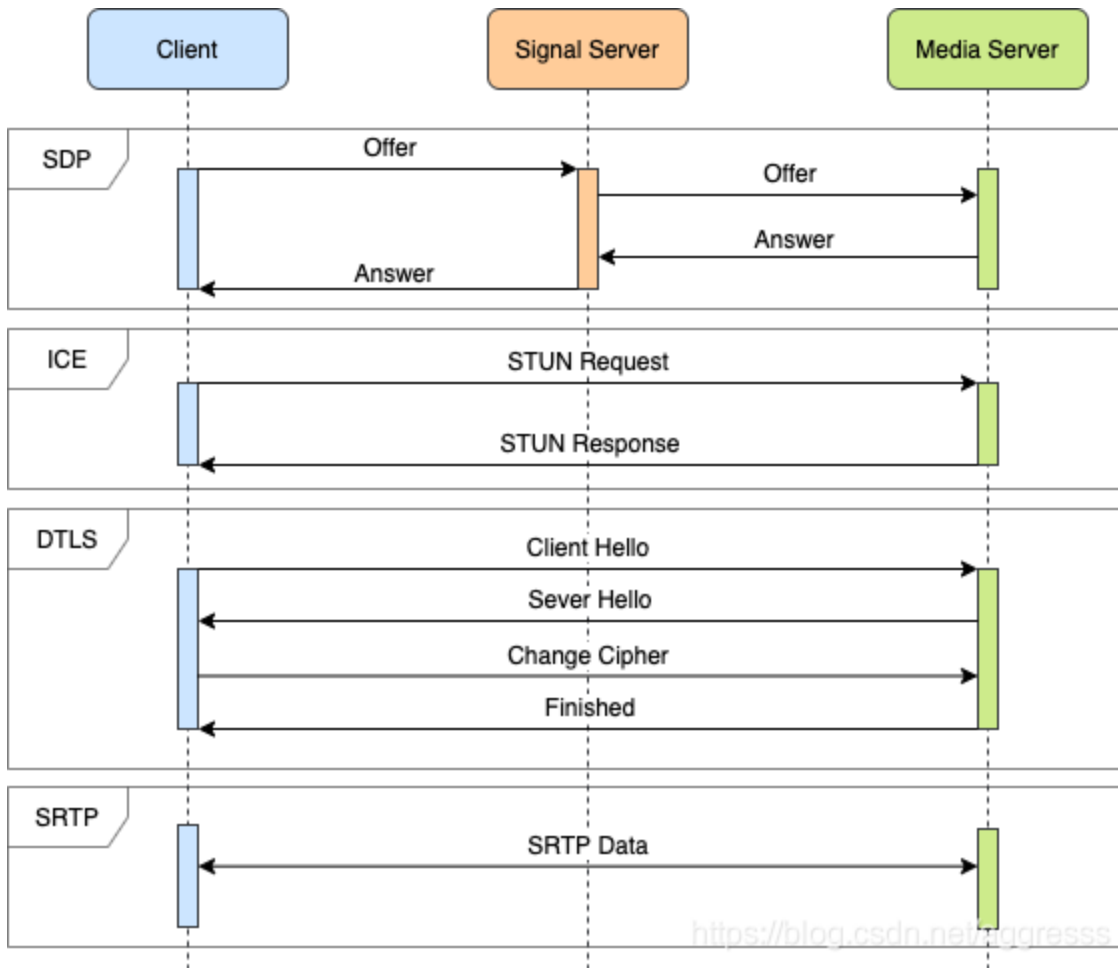 Client
Signal Server
Media Server
SDP
Offer
Offer
Answer
Answer
ICE
STUN Request
STUN Response
DTLS
Client Hello
Sever Hello
Change Cipher
Finished
SRTP
SRTP Data
https://blog.csdn.net/aggresss